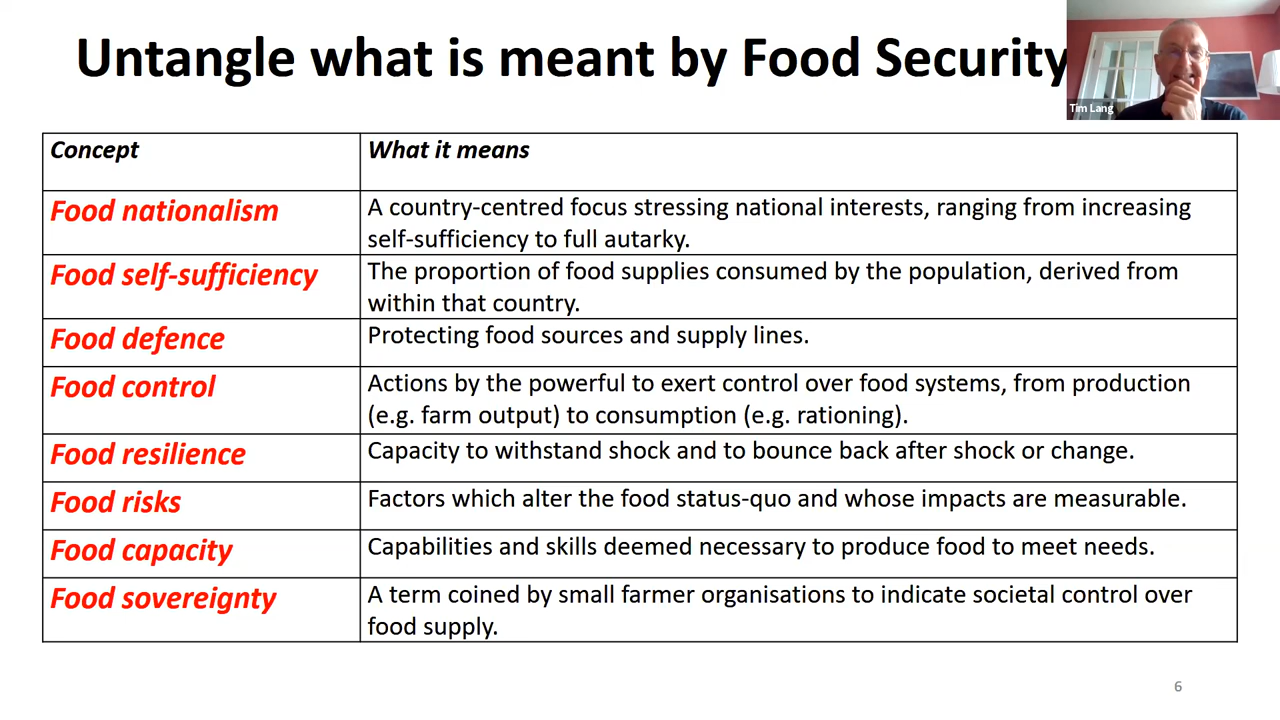 Untangle what is meant by Food Security
Tim Lang
Concept
What it means
Food nationalism
A country-centred focus stressing national interests, ranging from increasing
self-sufficiency to full autarky.
Food self-sufficiency
The proportion of food supplies consumed by the population, derived from
within that country.
Food defence
Protecting food sources and supply lines.
Food control
Actions by the powerful to exert control over food systems, from production
(e.g. farm output) to consumption (e.g. rationing).
Food resilience
Capacity to withstand shock and to bounce back after shock or change.
Food risks
Factors which alter the food status-quo and whose impacts are measurable.
Food capacity
Capabilities and skills deemed necessary to produce food to meet needs.
Food sovereignty
A term coined by small farmer organisations to indicate societal control over
food supply.
6